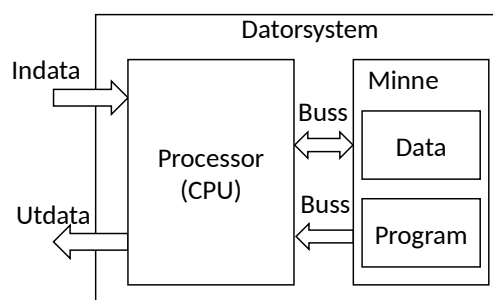 Datorsystem
Indata
Minne
Buss
Data
Processor
(CPU)
Buss
Utdata
Program